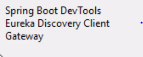 Spring Boot DevTools
Eureka Discovery Client
Gateway